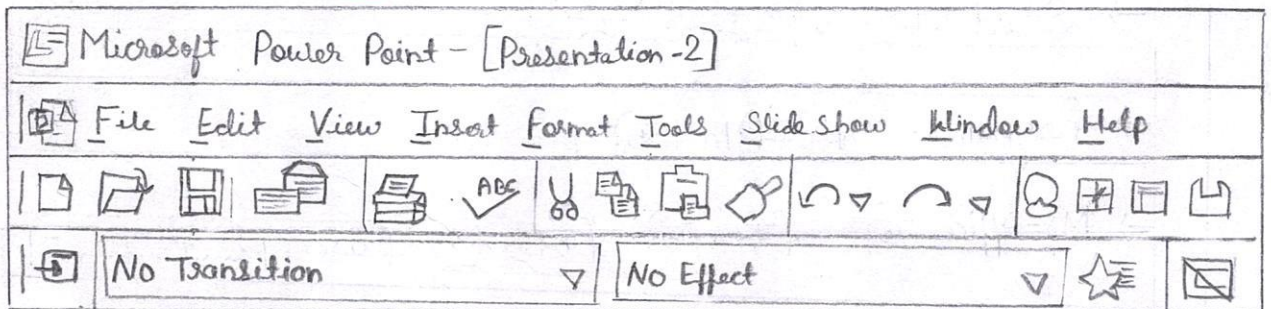 Microsoft Power Point - [Presentation-2]
File Edit View Insert Format Tools Slide Show Window Help
ABC
No Transition No Effect